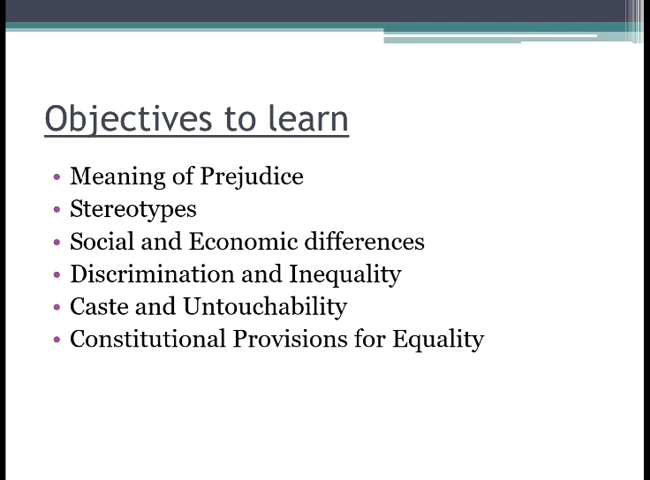 Objectives to learn
• Meaning of Prejudice
• Stereotypes
• Social and Economic differences
• Discrimination and Inequality
• Caste and Untouchability
• Constitutional Provisions for Equality